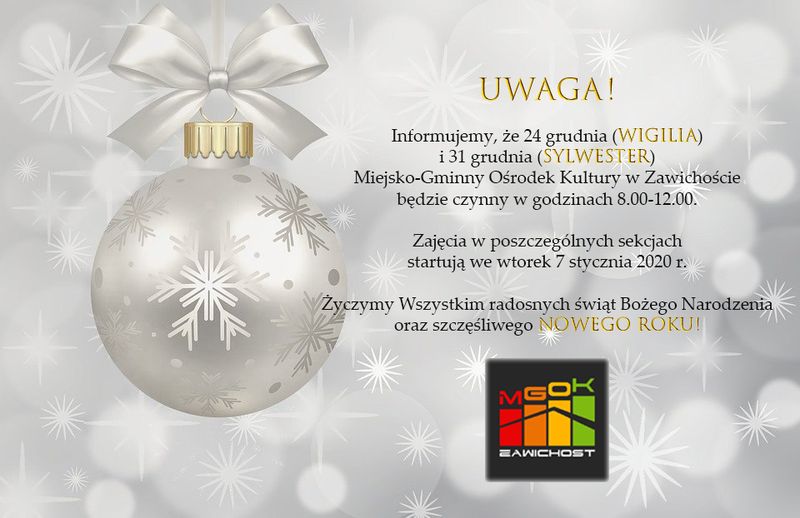 UWAGA!
Informujemy, że 24 grudnia (WIGILIA)
i 31 grudnia (SYLWESTER)
Miejsko-Gminny Ośrodek Kultury w Zawichoście
będzie czynny w godzinach 8.00-12.00.
Zajęcia w poszczególnych sekcjach
startują we wtorek 7 stycznia 2020 r.
Życzymy Wszystkim radosnych świąt Bożego Narodzenia
oraz szczęśliwego NOWEGO ROKU!
MGOK
ZAWICHOST